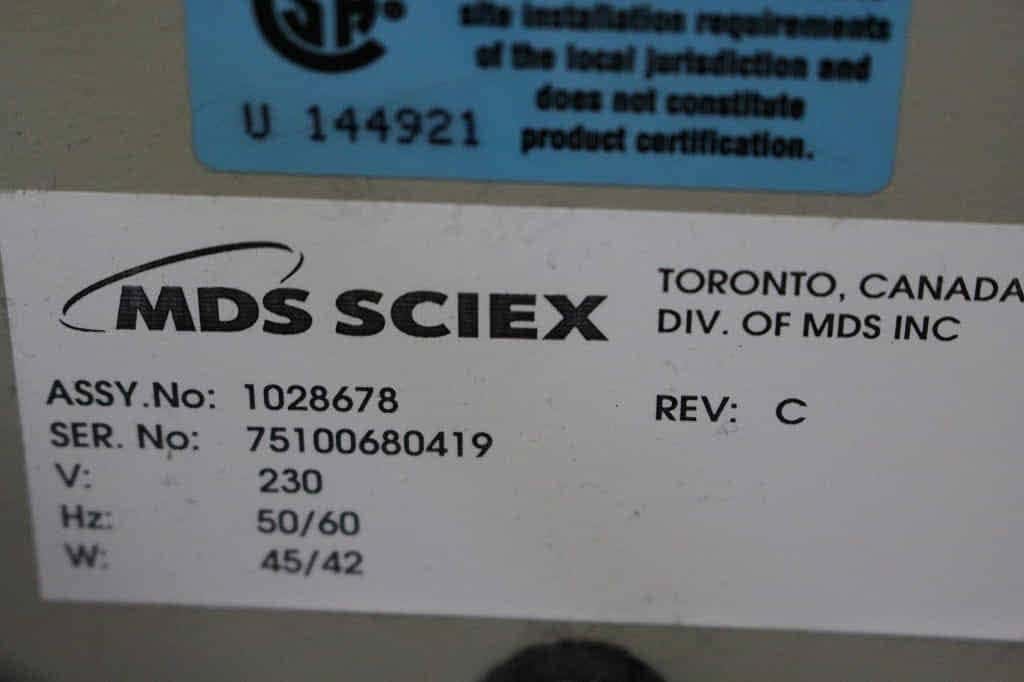 site installation requirements
of the local jurisdiction and
does not constitute
product certification.
U 144921
MDS SCIEX
TORONTO, CANADA
DIV. OF MDS INC
ASSY.No: 1028678
REV: C
SER. No: 75100680419
V: 230
Hz: 50/60
W: 45/42